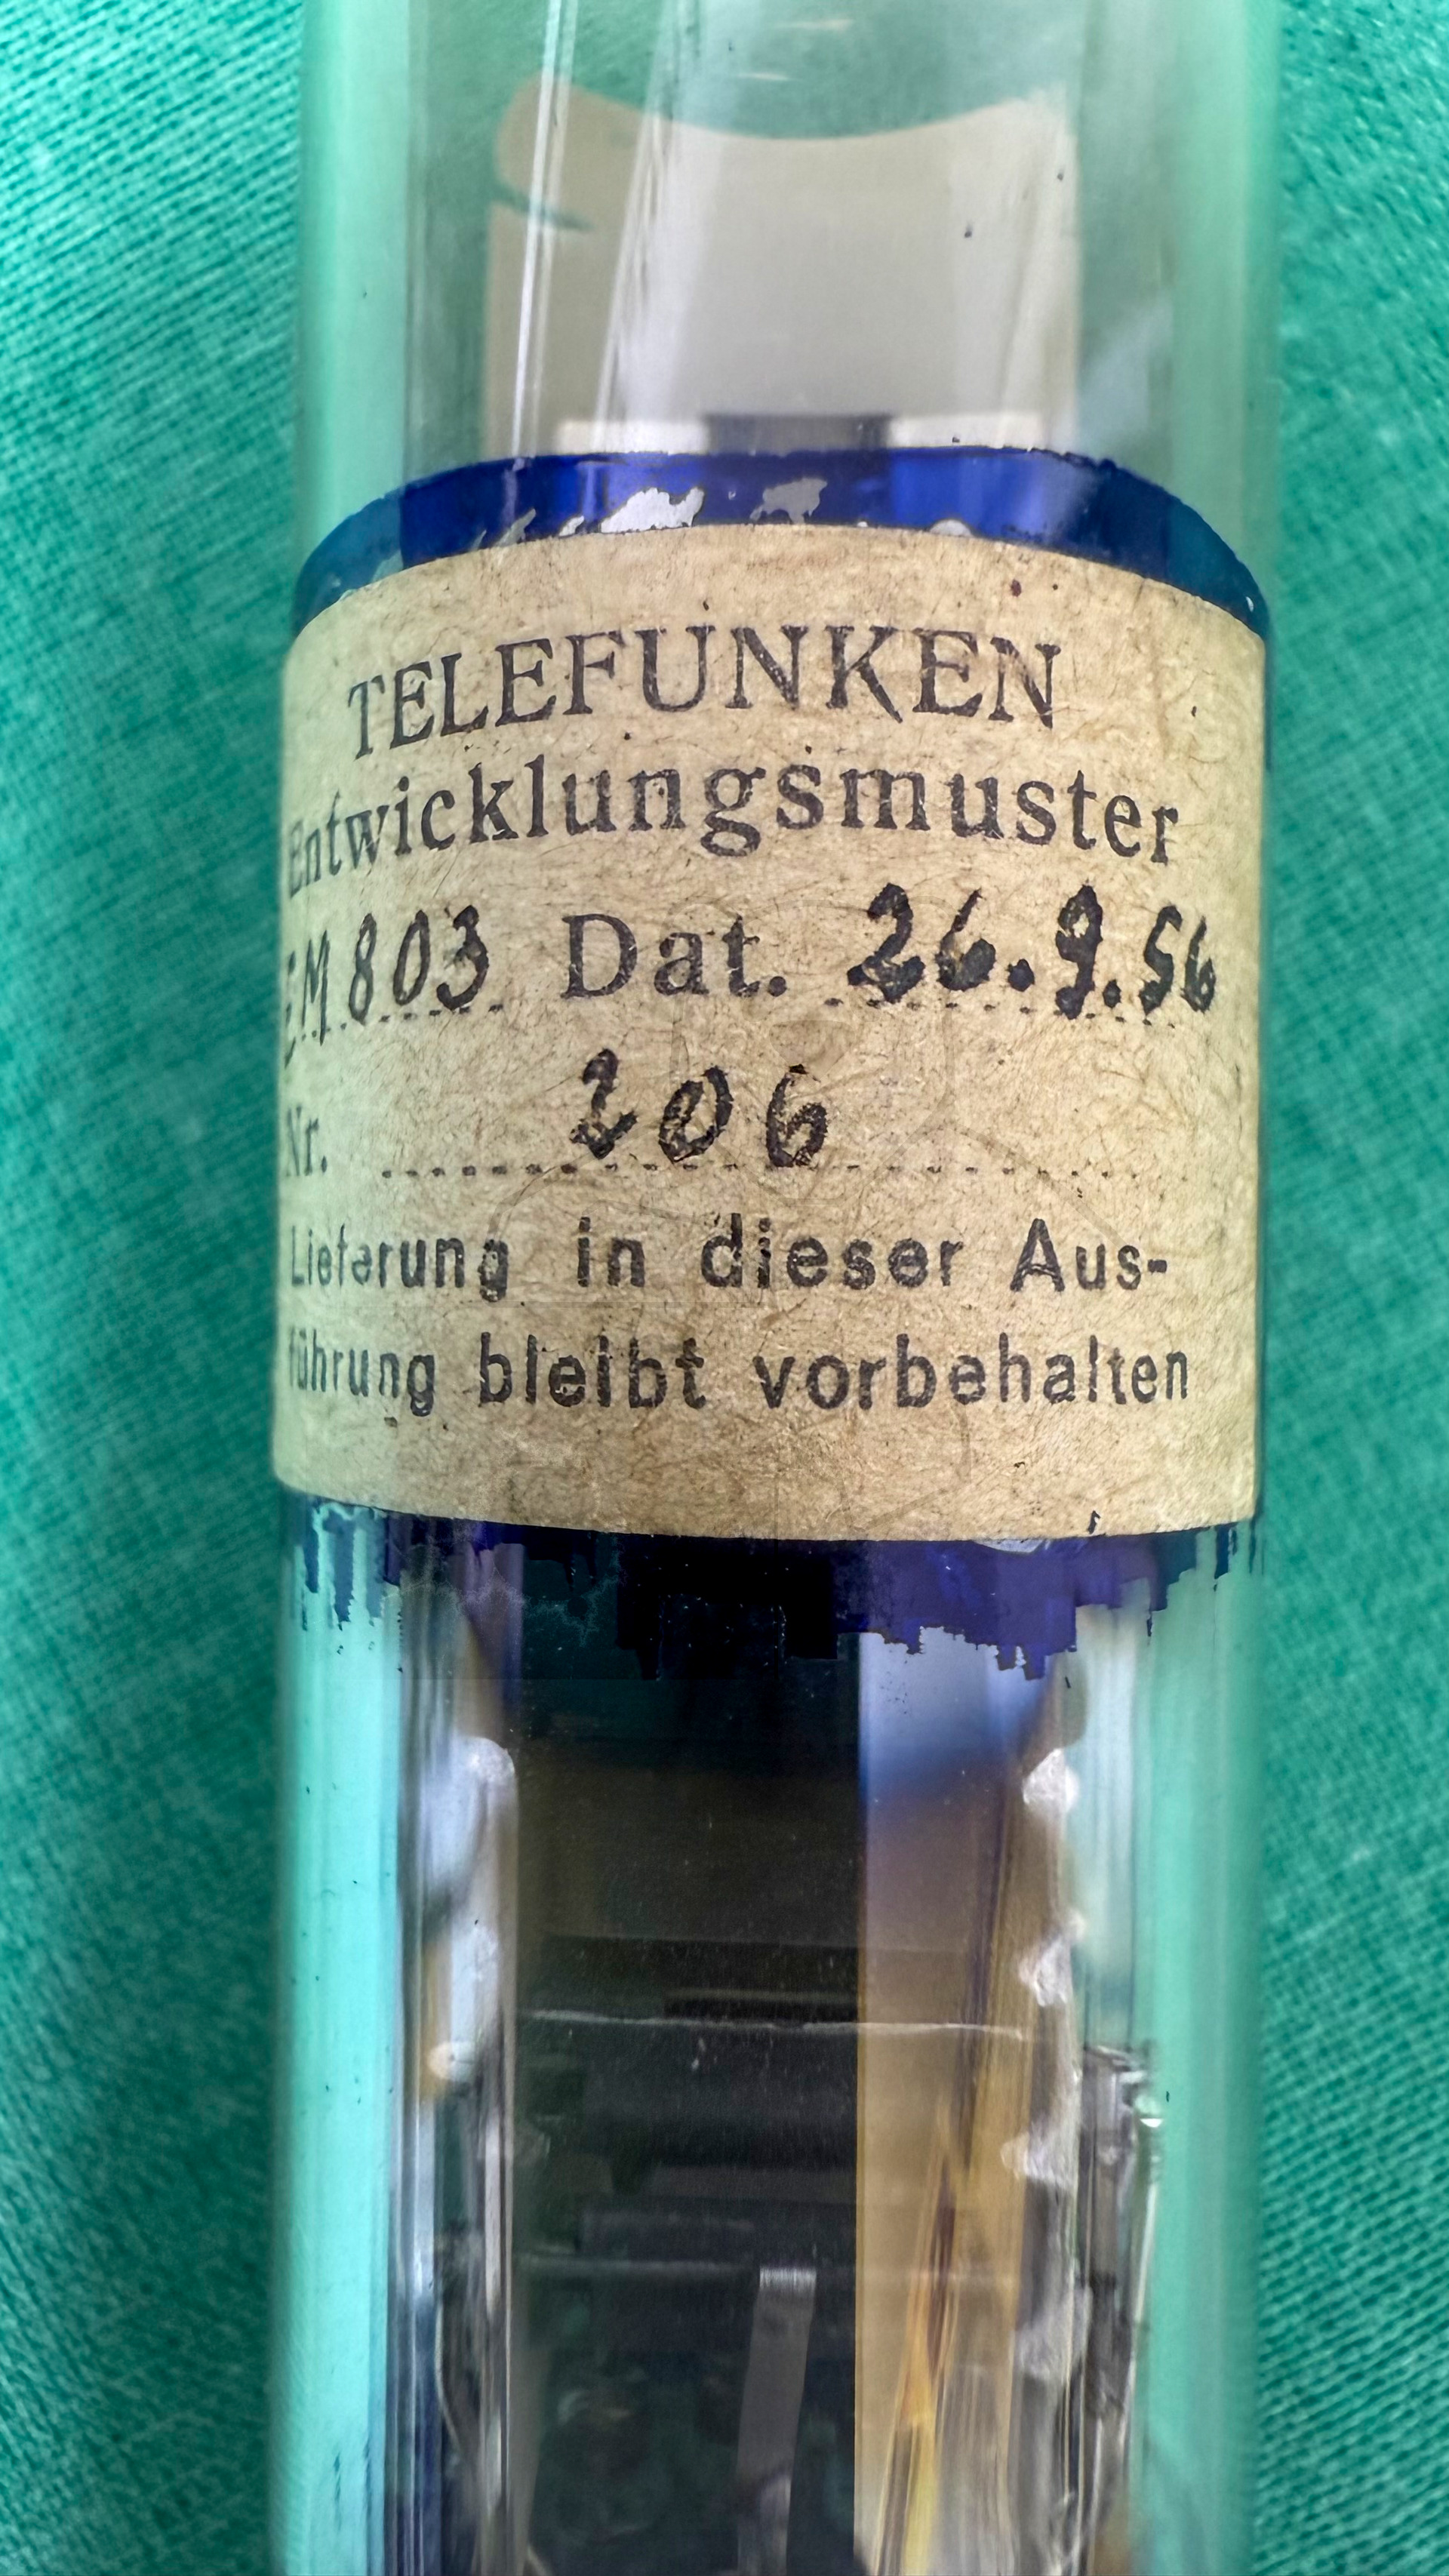 TELEFUNKEN
Entwicklungsmuster
EM 803 Dat. 26.9.56
Nr. 206
Lieferung in dieser Aus-
führung bleibt vorbehalten